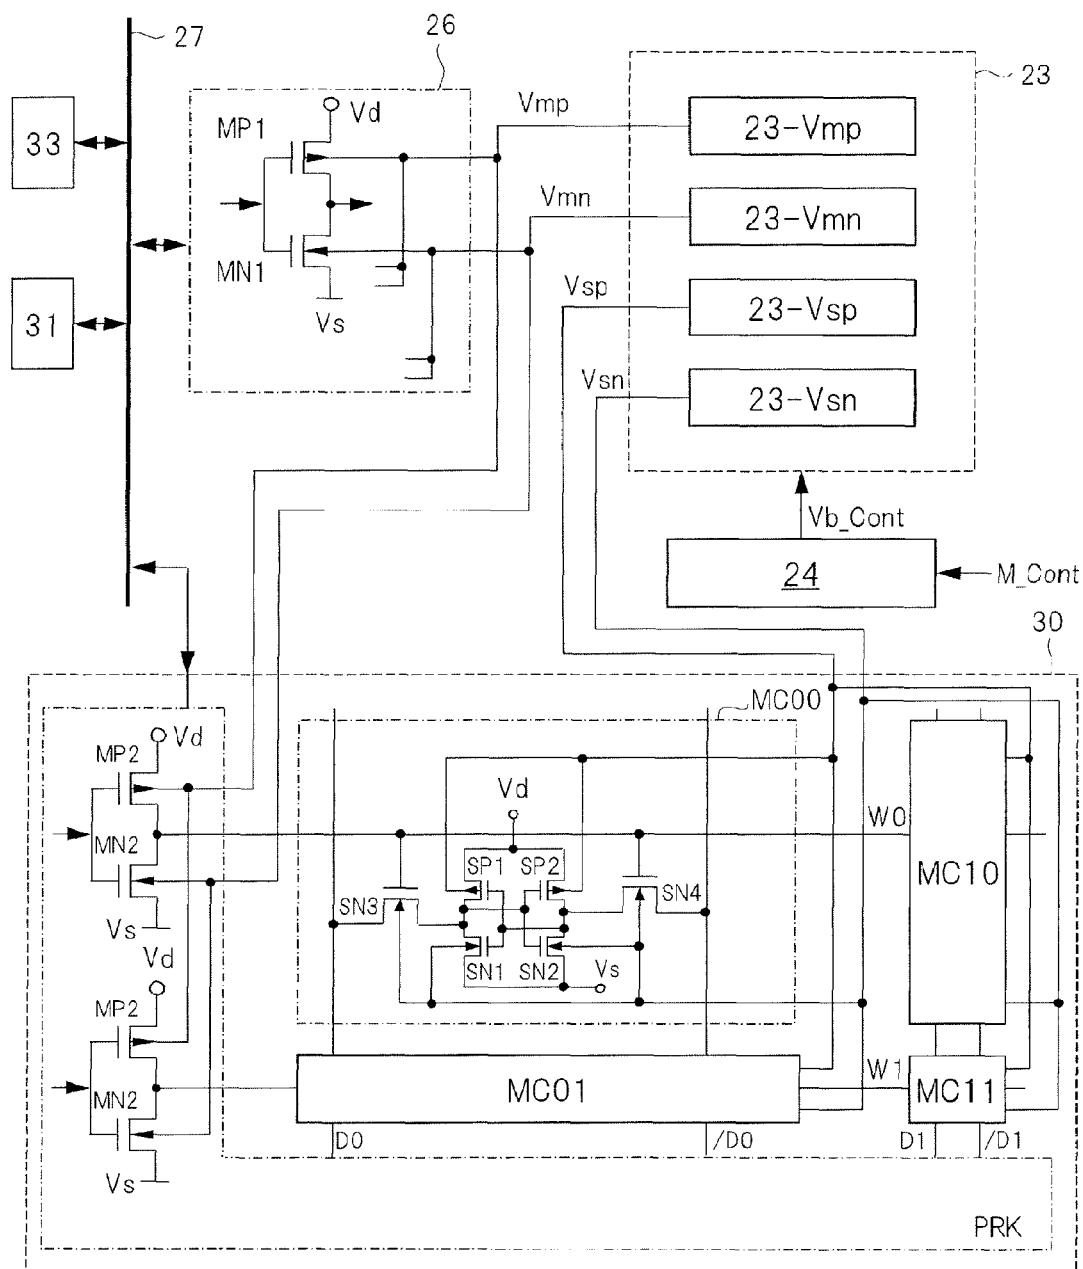 27
26
23
33
31
Vd
MP1
MN1
Vs
Vmp
Vmn
Vsp
Vsn
23-Vmp
23-Vmn
23-Vsp
23-Vsn
Vb_Cont
24
M_Cont
30
MC00
Vd
MP2
MN2
Vs
Vd
MP2
MN2
Vs
Vd
SP1
SP2
SN3
SN4
SN1
SN2
Vs
W0
MC10
MC01
W1
MC11
D0
/D0
D1
/D1
PRK